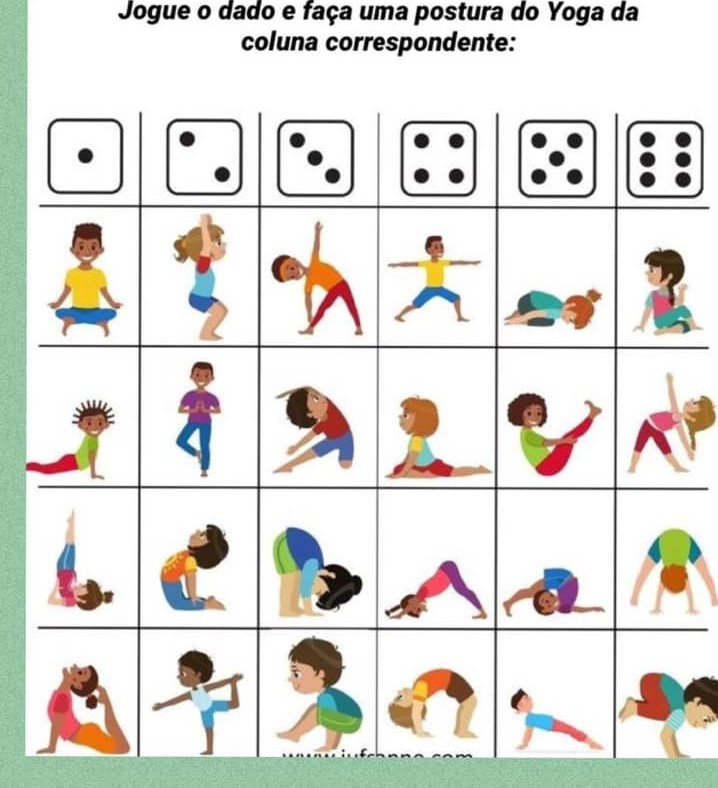 Jogue o dado e faça uma postura do Yoga da
coluna correspondente: